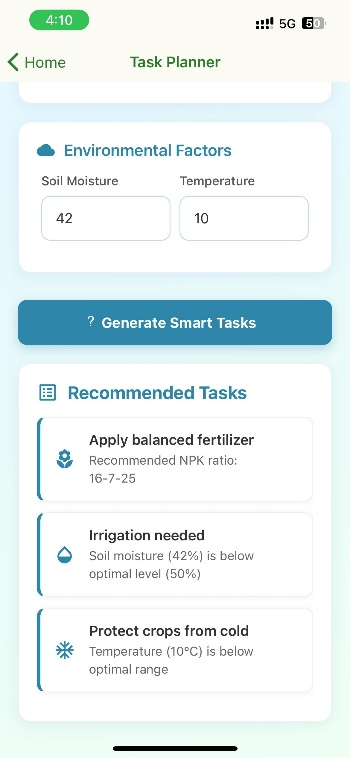 4:10
5G
50
Home
Task Planner
Environmental Factors
Soil Moisture
Temperature
42
10
? Generate Smart Tasks
Recommended Tasks
Apply balanced fertilizer
Recommended NPK ratio:
16-7-25
Irrigation needed
Soil moisture (42%) is below
optimal level (50%)
Protect crops from cold
Temperature (10°C) is below
optimal range